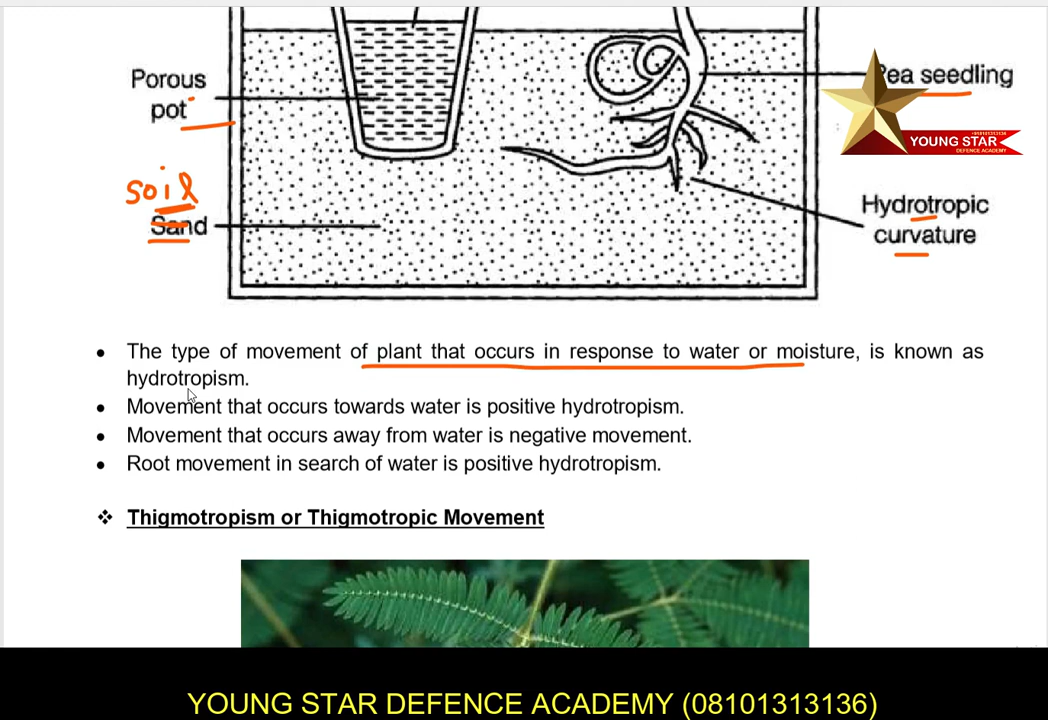 Porous
pot
Pea seedling
YOUNG STAR
DEFENCE ACADEMY
soil
Sand
Hydrotropic
curvature
• The type of movement of plant that occurs in response to water or moisture, is known as
hydrotropism.
• Movement that occurs towards water is positive hydrotropism.
• Movement that occurs away from water is negative movement.
• Root movement in search of water is positive hydrotropism.
❖ Thigmotropism or Thigmotropic Movement
YOUNG STAR DEFENCE ACADEMY (08101313136)